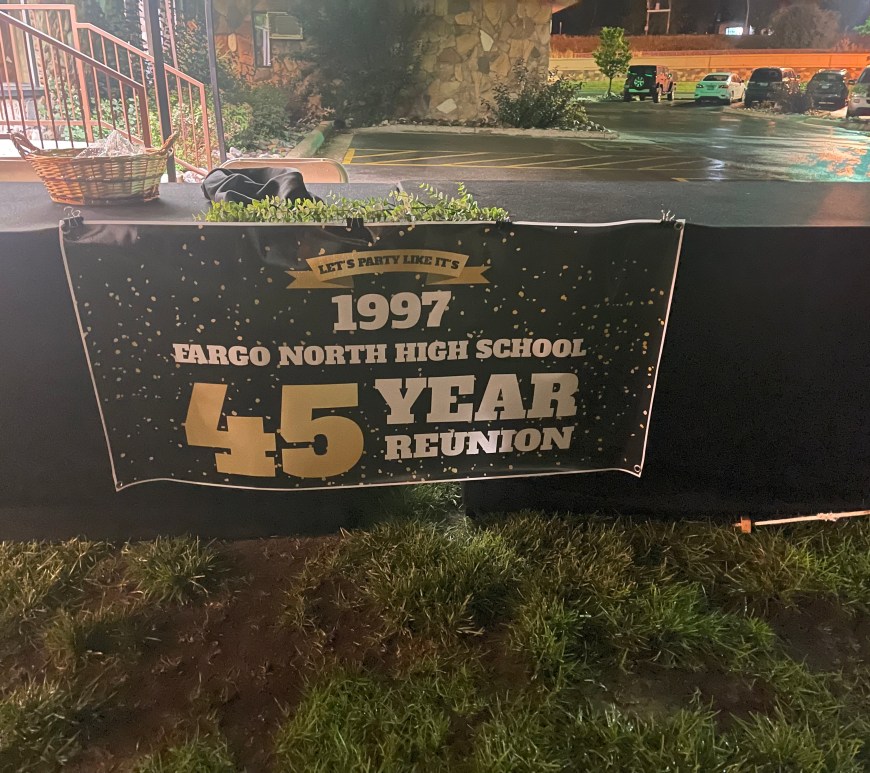 LET'S PARTY LIKE IT'S
1997
FARGO NORTH HIGH SCHOOL
45 YEAR
REUNION